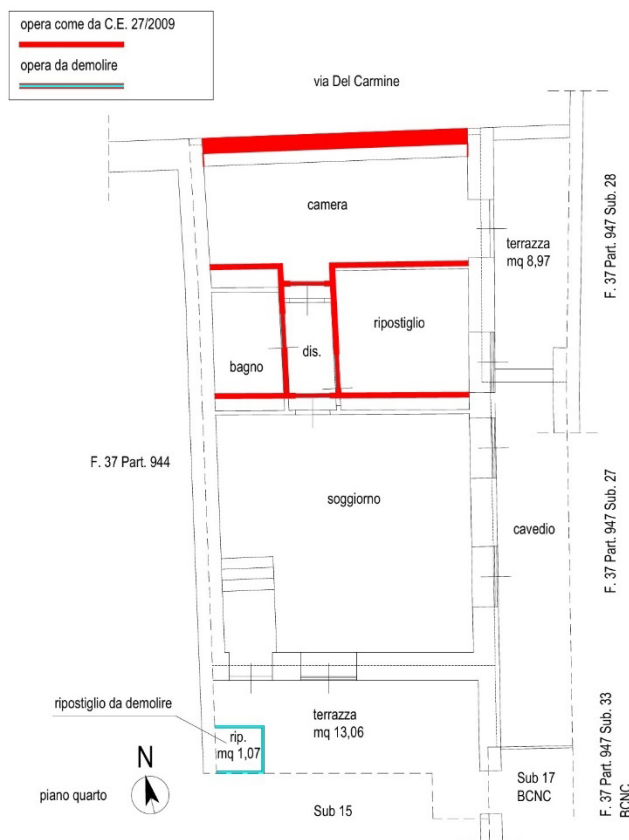 opera come da C.E. 27/2009
opera da demolire
via Del Carmine
camera
terrazza
mq 8,97
F. 37 Part. 947 Sub. 28
ripostiglio
dis.
bagno
F. 37 Part. 944
soggiorno
cavedio
F. 37 Part. 947 Sub. 27
ripostiglio da demolire
terrazza
mq 13,06
rip.
mq 1,07
N
piano quarto
Sub 15
Sub 17
BCNC
F. 37 Part. 947 Sub. 33
BCNC